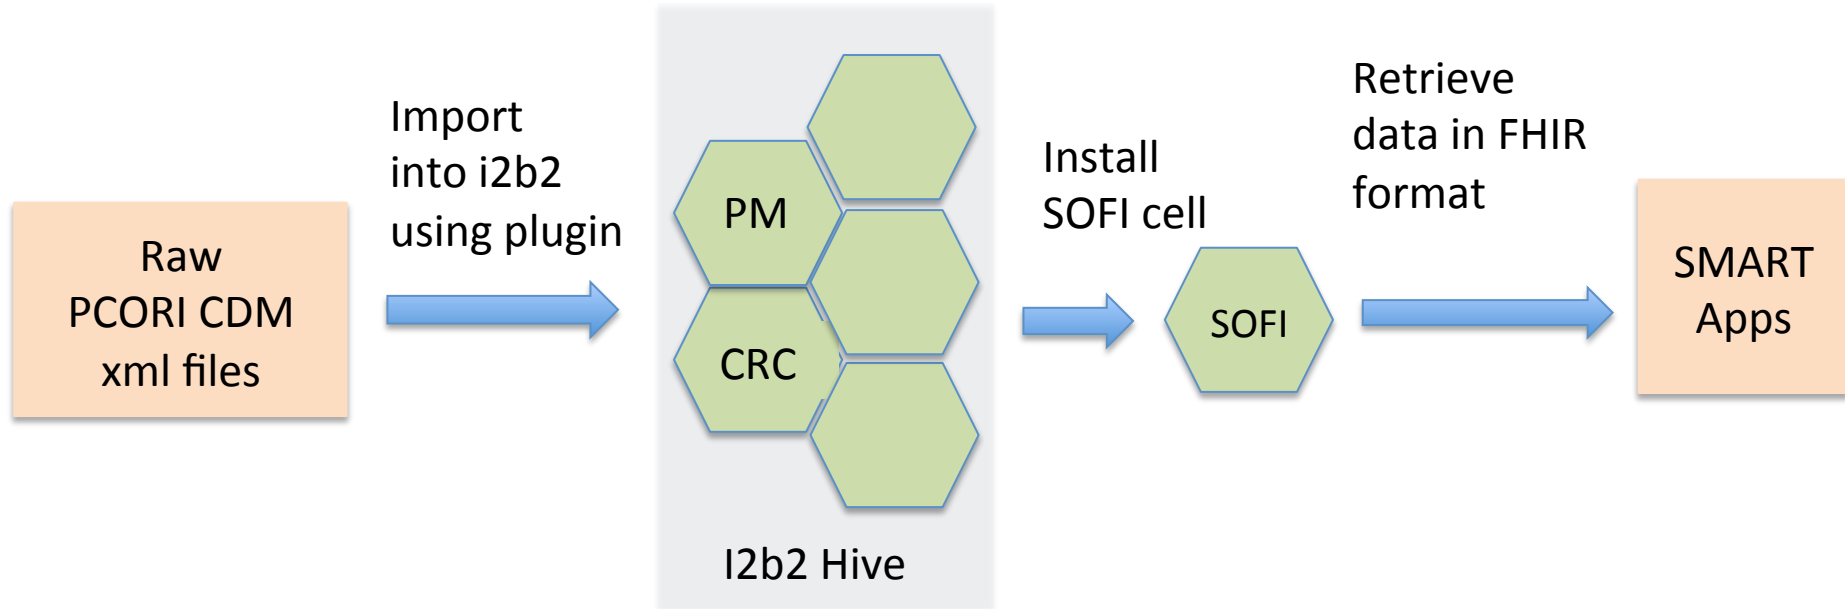 Raw
PCORI CDM
xml files
Import
into i2b2
using plugin
PM
CRC
I2b2 Hive
Install
SOFI cell
SOFI
Retrieve
data in FHIR
format
SMART
Apps